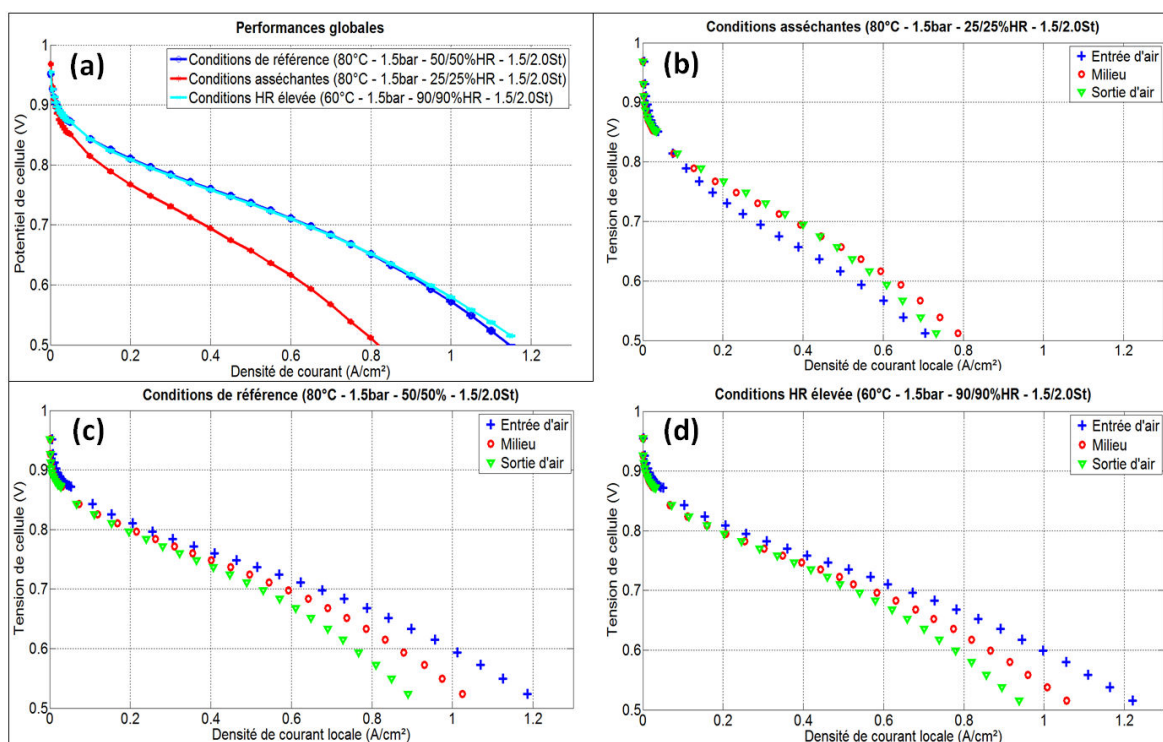 Performances globales
(a)
Conditions de référence (80°C - 1.5bar - 50/50%HR - 1.5/2.0St)
Conditions asséchantes (80°C - 1.5bar - 25/25%HR - 1.5/2.0St)
Conditions HR élevée (60°C - 1.5bar - 90/90%HR - 1.5/2.0St)
Potentiel de cellule (V)
1
0.9
0.8
0.7
0.6
0.5
0 0.2 0.4 0.6 0.8 1 1.2
Densité de courant (A/cm²)
Conditions asséchantes (80°C - 1.5bar - 25/25%HR - 1.5/2.0St)
(b)
Entrée d'air
Milieu
Sortie d'air
Tension de cellule (V)
1
0.9
0.8
0.7
0.6
0.5
0 0.2 0.4 0.6 0.8 1 1.2
Densité de courant locale (A/cm²)
Conditions de référence (80°C - 1.5bar - 50/50% - 1.5/2.0St)
(c)
Entrée d'air
Milieu
Sortie d'air
Tension de cellule (V)
1
0.9
0.8
0.7
0.6
0.5
0 0.2 0.4 0.6 0.8 1 1.2
Densité de courant locale (A/cm²)
Conditions HR élevée (60°C - 1.5bar - 90/90%HR - 1.5/2.0St)
(d)
Entrée d'air
Milieu
Sortie d'air
Tension de cellule (V)
1
0.9
0.8
0.7
0.6
0.5
0 0.2 0.4 0.6 0.8 1 1.2
Densité de courant locale (A/cm²)